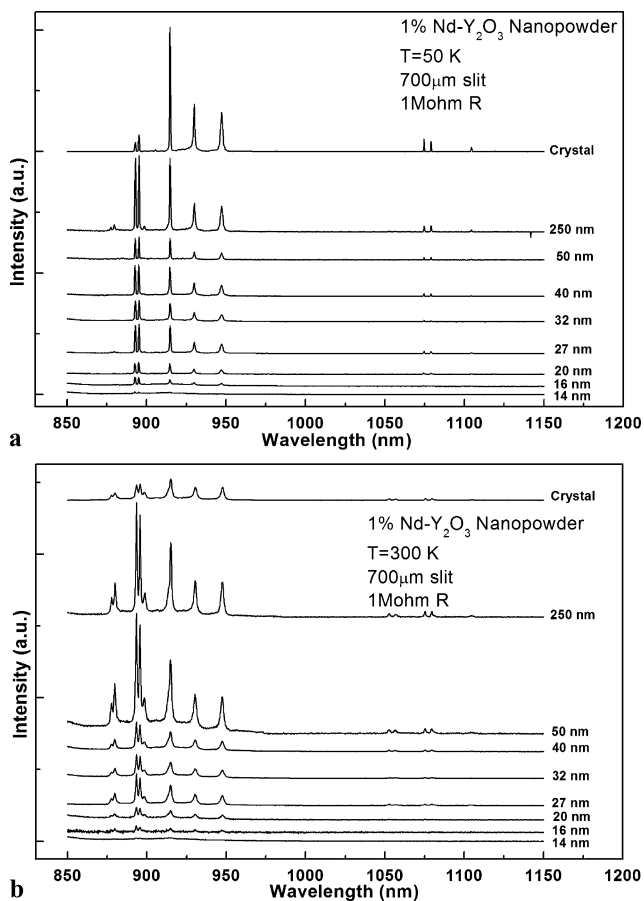 1% Nd-Y₂O₃ Nanopowder
T=50 K
700μm slit
1Mohm R
Crystal
250 nm
50 nm
40 nm
32 nm
27 nm
20 nm
16 nm
14 nm
Intensity (a.u.)
850 900 950 1000 1050 1100 1150 1200
Wavelength (nm)
a
Crystal
1% Nd-Y₂O₃ Nanopowder
T=300 K
700μm slit
1Mohm R
250 nm
50 nm
40 nm
32 nm
27 nm
20 nm
16 nm
14 nm
Intensity (a.u.)
850 900 950 1000 1050 1100 1150 1200
Wavelength (nm)
b